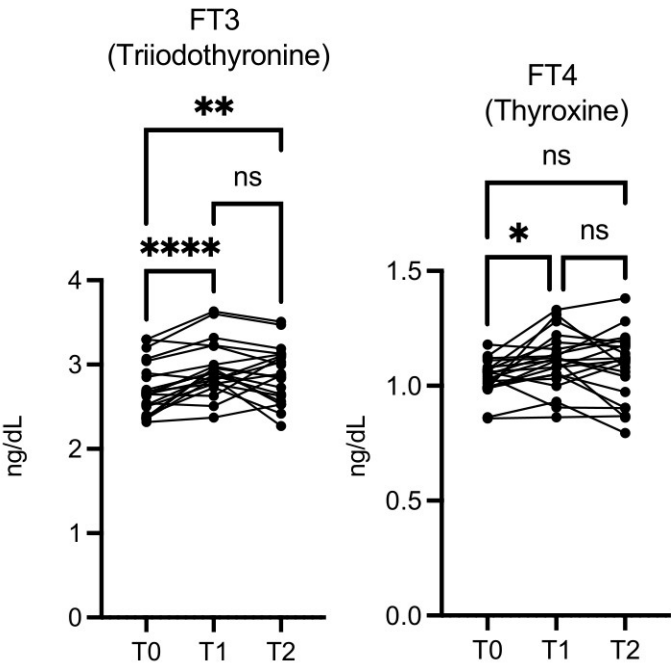 FT3
(Triiodothyronine)
**
ns
****
4
3
2
1
0
ng/dL
T0 T1 T2
FT4
(Thyroxine)
ns
* ns
1.5
1.0
0.5
0.0
ng/dL
T0 T1 T2